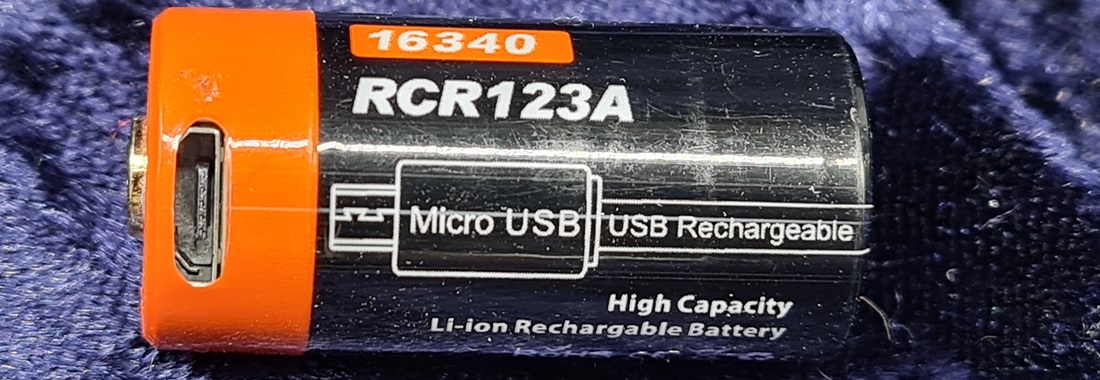 16340
RCR123A
Micro USB
USB Rechargeable
High Capacity
Li-ion Rechargable Battery